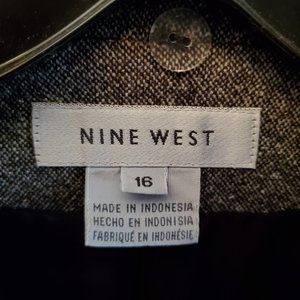 NINE WEST
16
MADE IN INDONESIA
HECHO EN INDONISIA
FABRIQUÉ EN INDONÉSIE